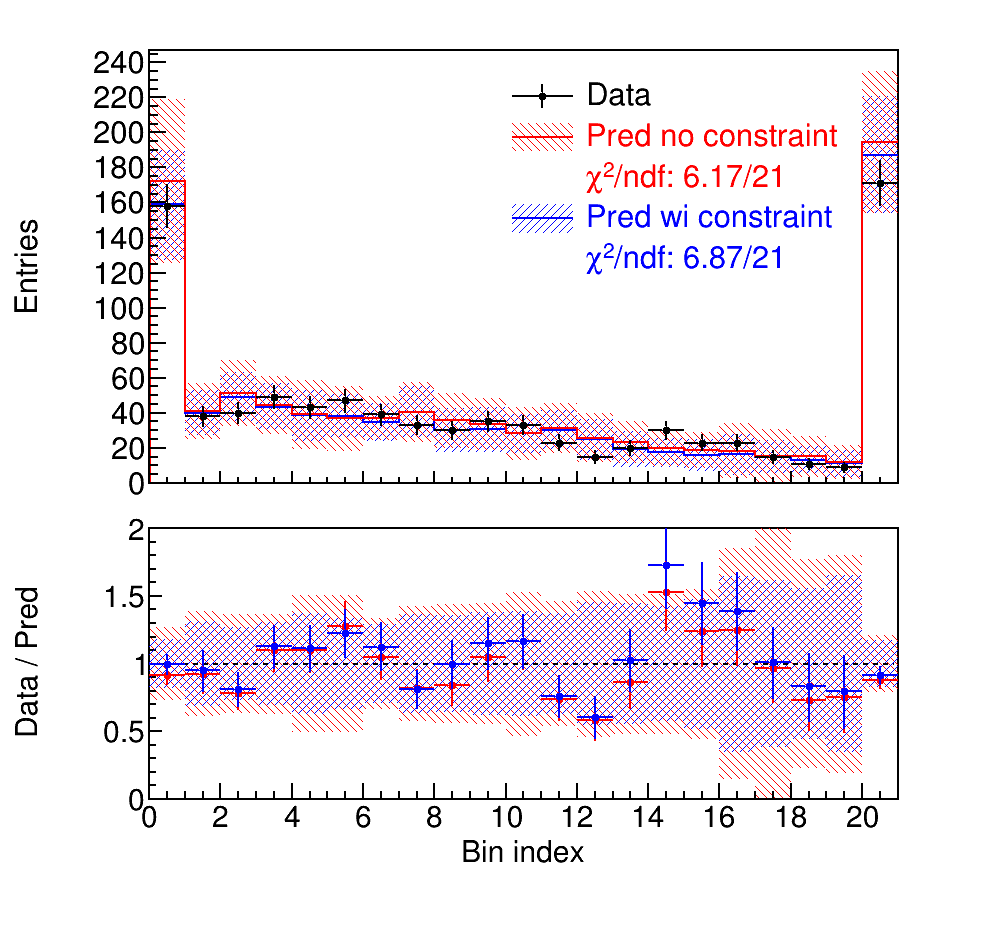 240
220
200
180
160
140
120
100
80
60
40
20
0
Entries
Data
Pred no constraint
χ²/ndf: 6.17/21
Pred wi constraint
χ²/ndf: 6.87/21
2
1.5
1
0.5
0
Data / Pred
0 2 4 6 8 10 12 14 16 18 20
Bin index